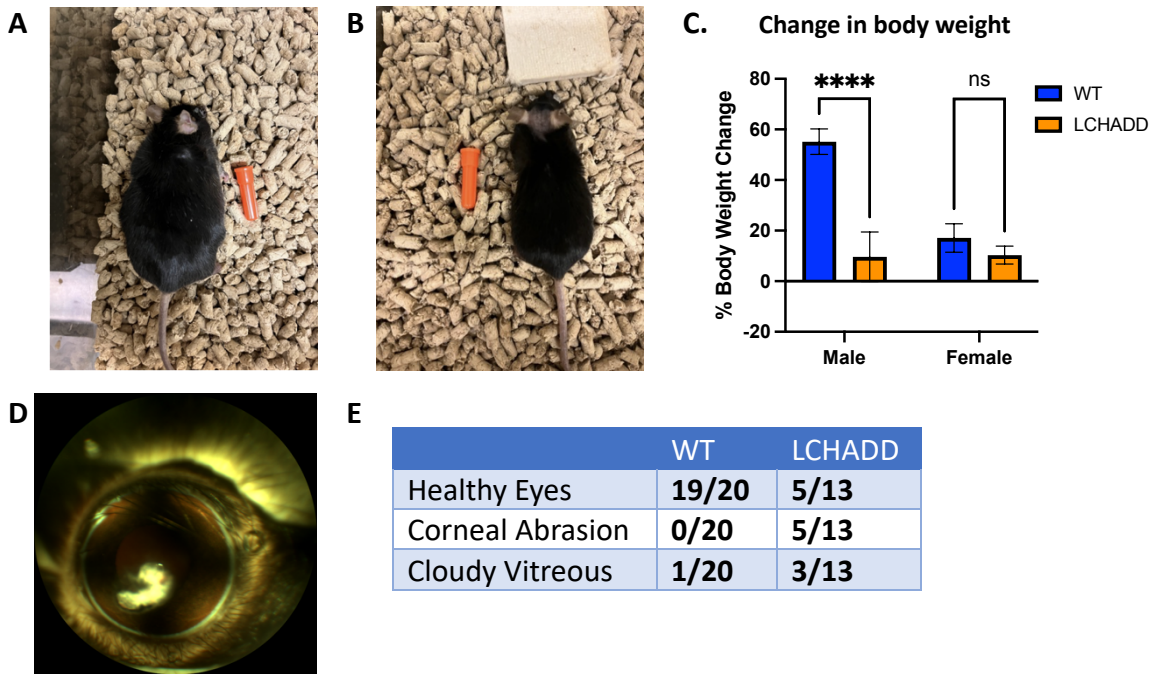 A
B
C. Change in body weight
80
60
40
20
0
-20
% Body Weight Change
****
ns
WT
LCHADD
Male Female
D
E
WT LCHADD
Healthy Eyes 19/20 5/13
Corneal Abrasion 0/20 5/13
Cloudy Vitreous 1/20 3/13